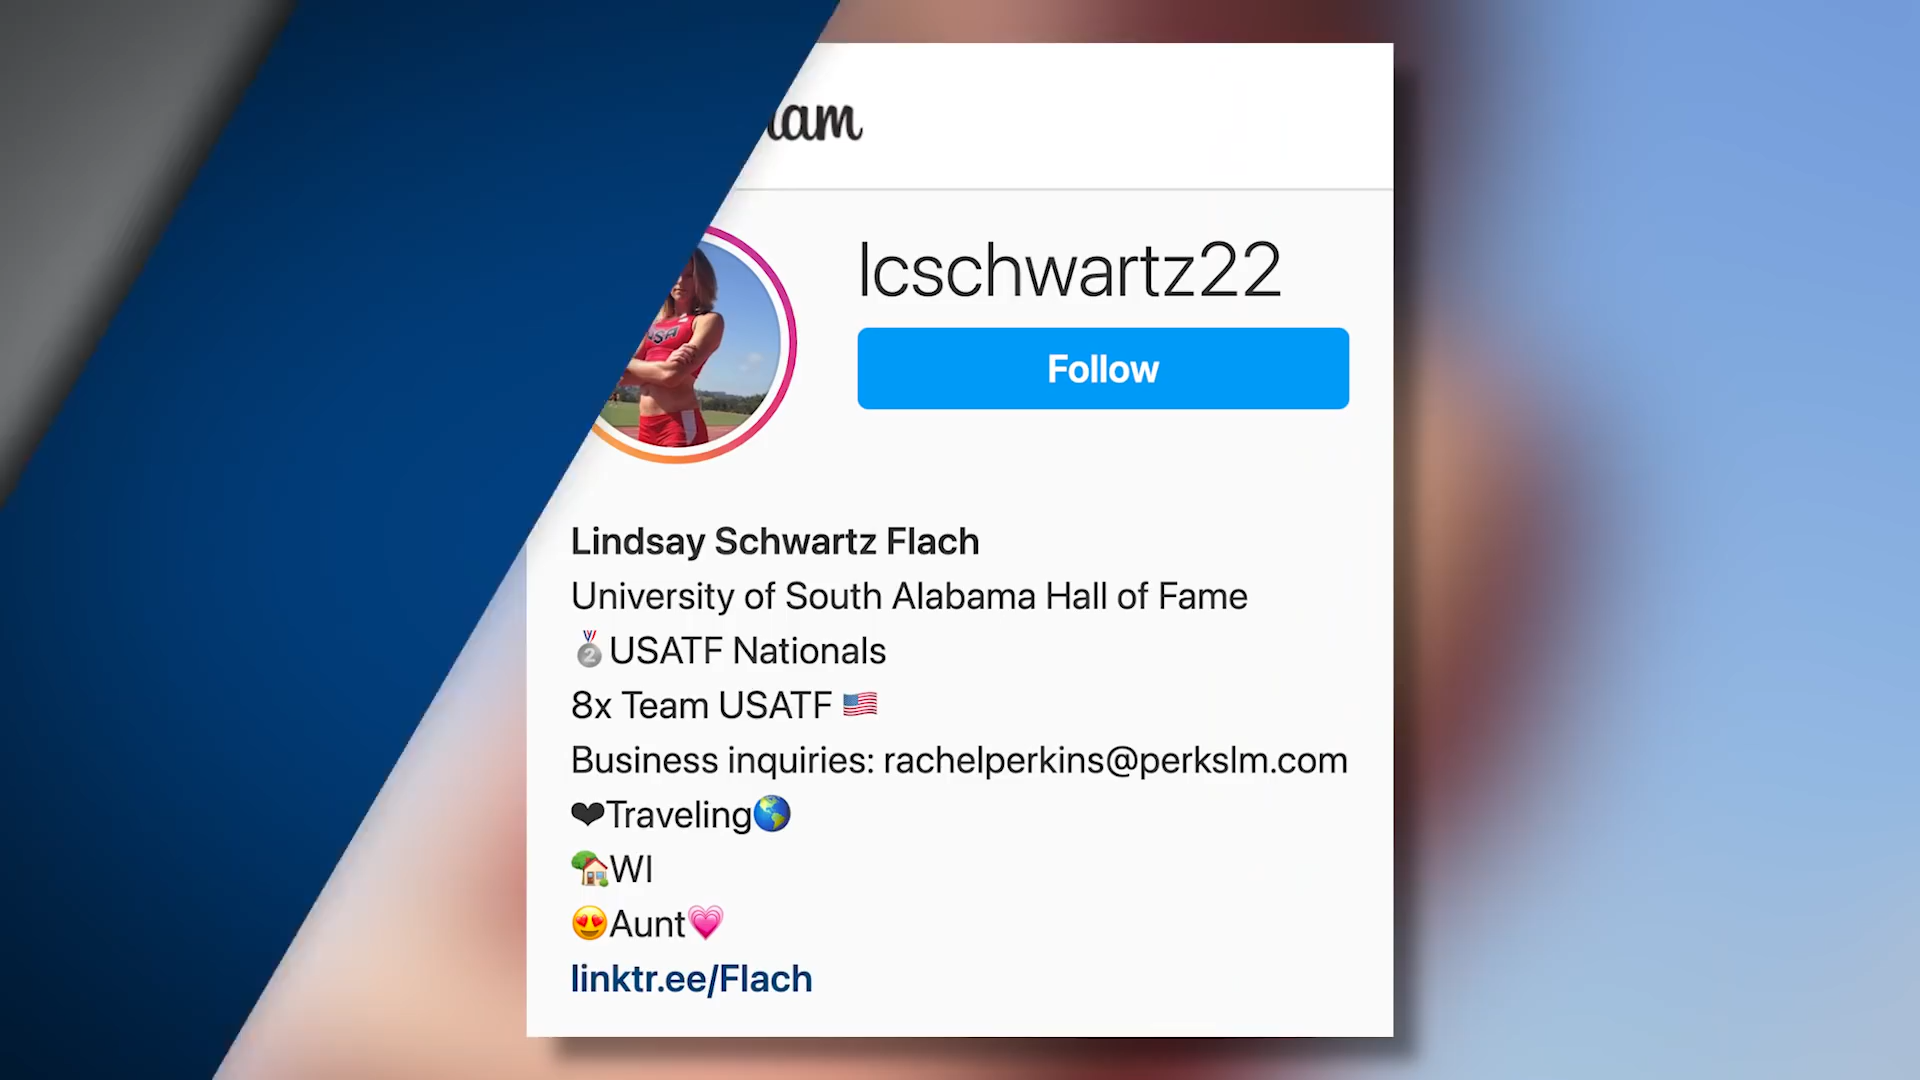 lcschwartz22
Follow
Lindsay Schwartz Flach
University of South Alabama Hall of Fame
🥈USATF Nationals
8x Team USATF 🇺🇸
Business inquiries: rachelperkins@perkslm.com
❤Traveling🌎
🏡WI
😍Aunt💗
linktr.ee/Flach